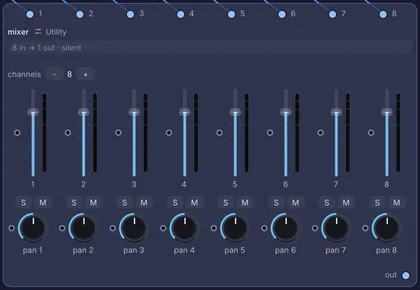 1 2 3 4 5 6 7 8
mixer Utility
8 in → 1 out · silent
channels - 8 +
1 2 3 4 5 6 7 8
S M S M S M S M S M S M S M S M
pan 1 pan 2 pan 3 pan 4 pan 5 pan 6 pan 7 pan 8
out